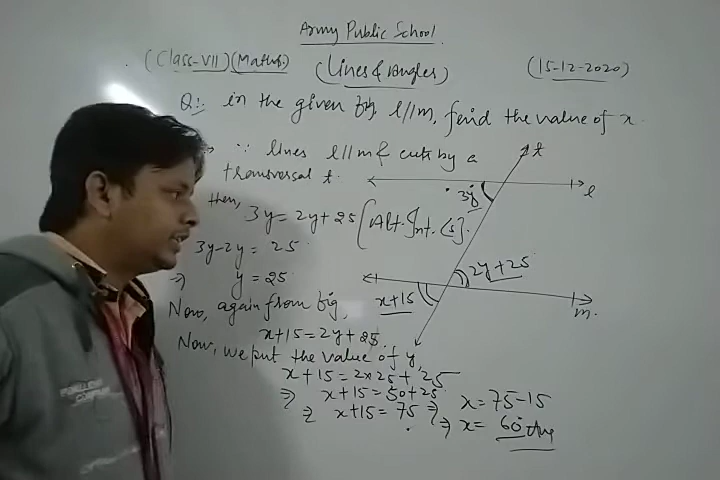 Army Public School
(Class-VII) (Maths)
(Lines & Angles)
(15-12-2020)
Q:- in the given fig, l//m, find the value of x.
∵ lines l//m & cuts by a
transversal t.
then,
3y = 2y+25 [Alt. Int. ∠s].
3y-2y = 25
⇒ y = 25
Now, again from fig,
x+15 = 2y+25.
Now, we put the value of y,
x+15 = 2×25+25
⇒ x+15 = 50+25
⇒ x+15 = 75 ⇒ x = 75-15
⇒ x = 60°
t
3y
l
2y+25
x+15
m.